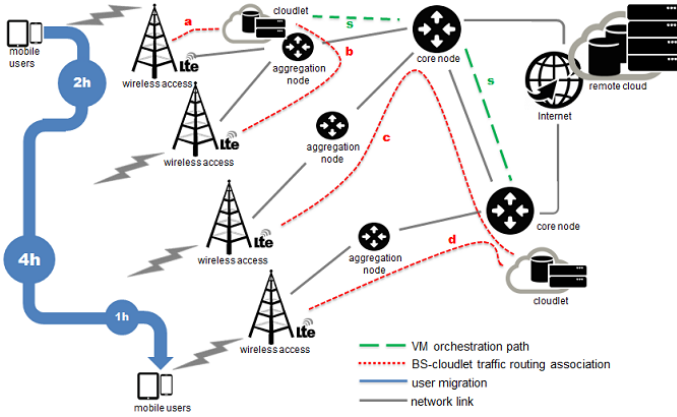 cloudlet
a
s
mobile
users
LTE
b
aggregation
node
core node
wireless access
2h
s
remote cloud
Internet
LTE
wireless access
aggregation
node
c
4h
LTE
wireless access
core node
aggregation
node
d
cloudlet
1h
LTE
wireless access
VM orchestration path
BS-cloudlet traffic routing association
user migration
network link
mobile users